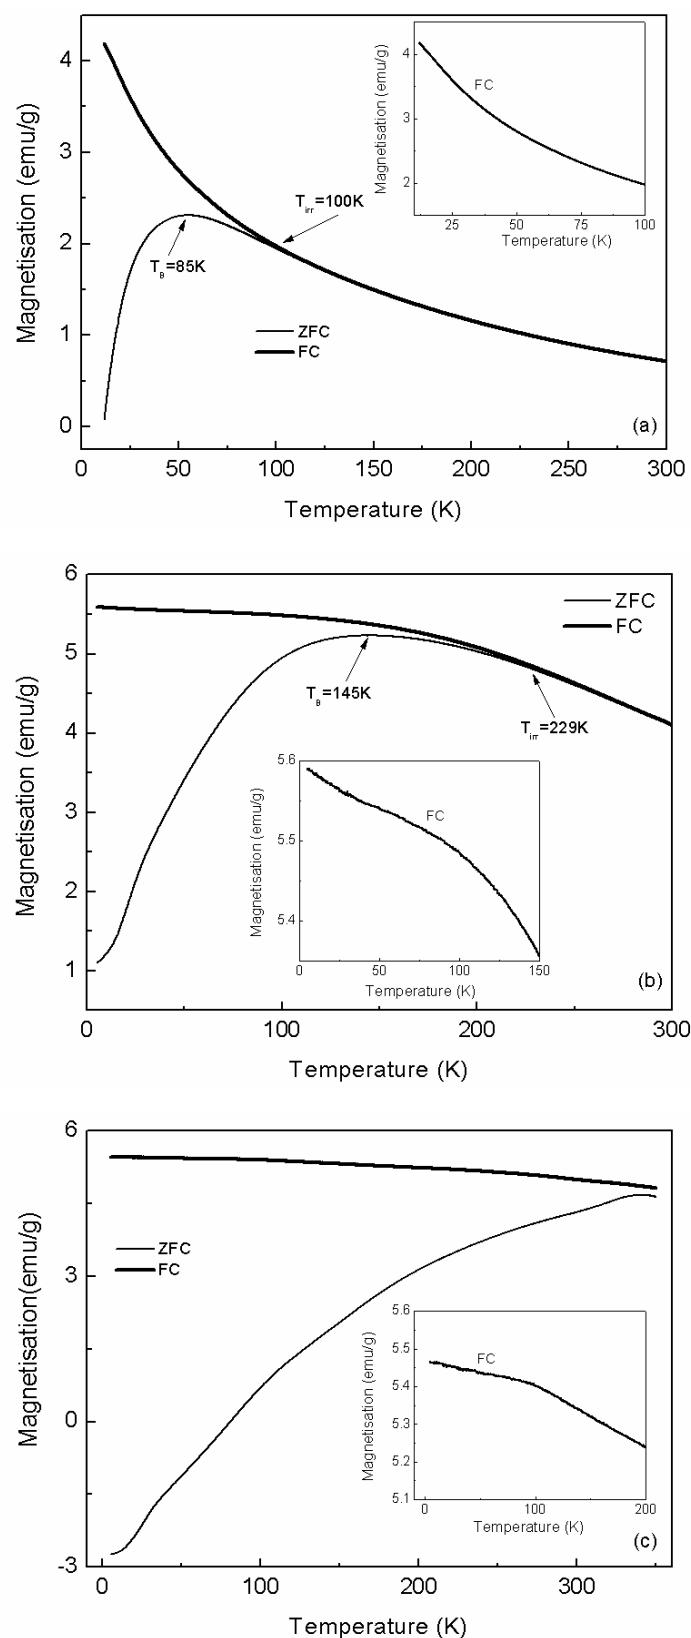 4
3
2
1
0
Magnetisation (emu/g)
T_irr=100K
T_B=85K
ZFC
FC
(a)
0 50 100 150 200 250 300
Temperature (K)
4
3
2
Magnetisation (emu/g)
FC
25 50 75 100
Temperature (K)
6
5
4
3
2
1
Magnetisation (emu/g)
ZFC
FC
T_B=145K
T_irr=229K
5.6
5.5
5.4
Magnetisation (emu/g)
FC
0 50 100 150
Temperature (K)
(b)
0 100 200 300
Temperature (K)
6
3
0
-3
Magnetisation(emu/g)
ZFC
FC
5.6
5.5
5.4
5.3
5.2
5.1
Magnetisation (emu/g)
FC
0 100 200
Temperature (K)
(c)
0 100 200 300
Temperature (K)